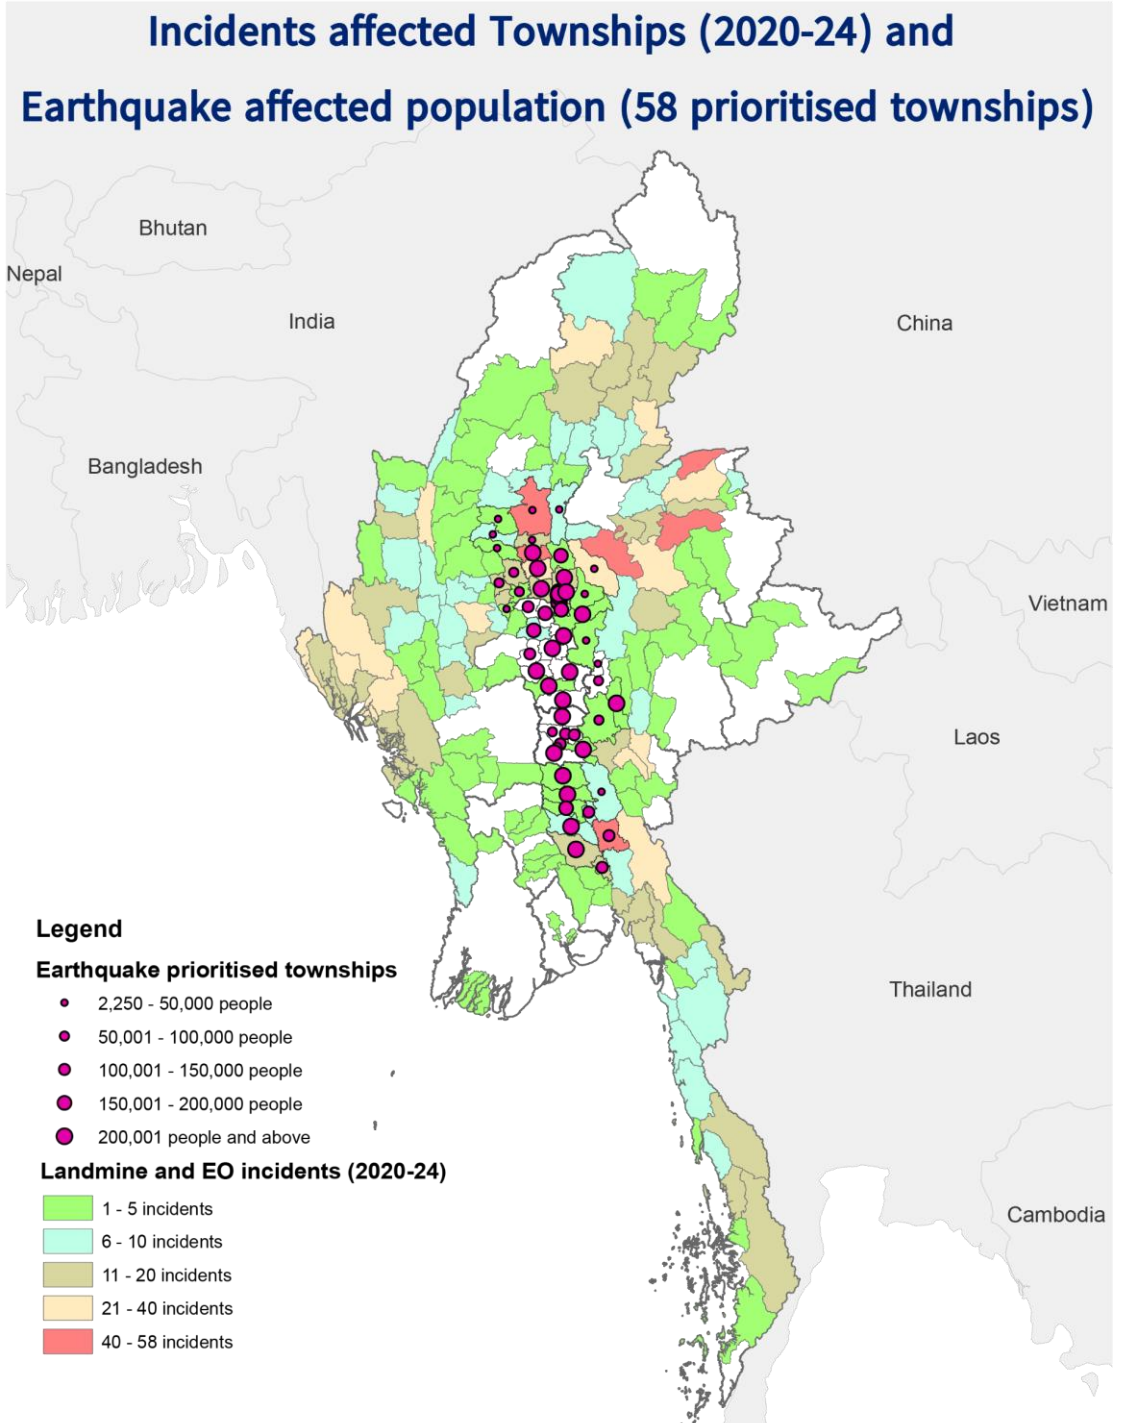 Incidents affected Townships (2020-24) and
Earthquake affected population (58 prioritised townships)
Bhutan
Nepal
India
China
Bangladesh
Vietnam
Laos
Thailand
Cambodia
Legend
Earthquake prioritised townships
2,250 - 50,000 people
50,001 - 100,000 people
100,001 - 150,000 people
150,001 - 200,000 people
200,001 people and above
Landmine and EO incidents (2020-24)
1 - 5 incidents
6 - 10 incidents
11 - 20 incidents
21 - 40 incidents
40 - 58 incidents